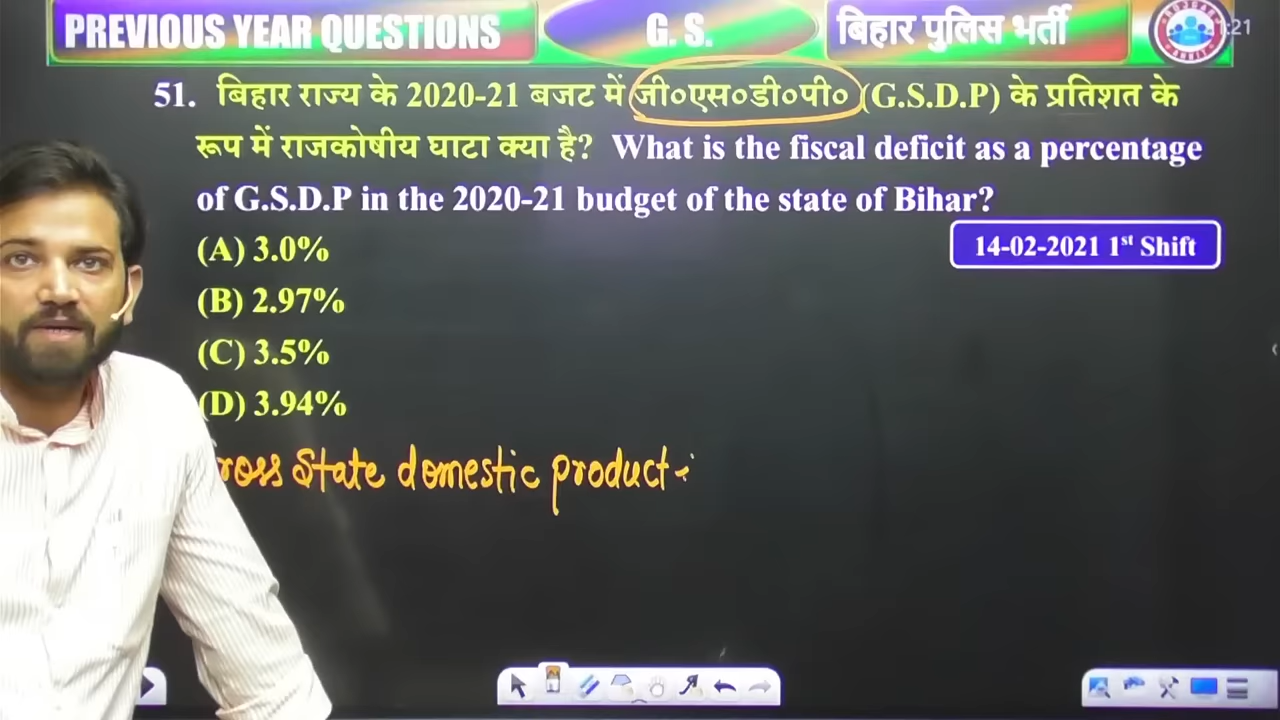 PREVIOUS YEAR QUESTIONS
G. S.
बिहार पुलिस भर्ती
51. बिहार राज्य के 2020-21 बजट में जी०एस०डी०पी० (G.S.D.P) के प्रतिशत के
रूप में राजकोषीय घाटा क्या है? What is the fiscal deficit as a percentage
of G.S.D.P in the 2020-21 budget of the state of Bihar?
(A) 3.0%
14-02-2021 1st Shift
(B) 2.97%
(C) 3.5%
(D) 3.94%
ross State domestic product